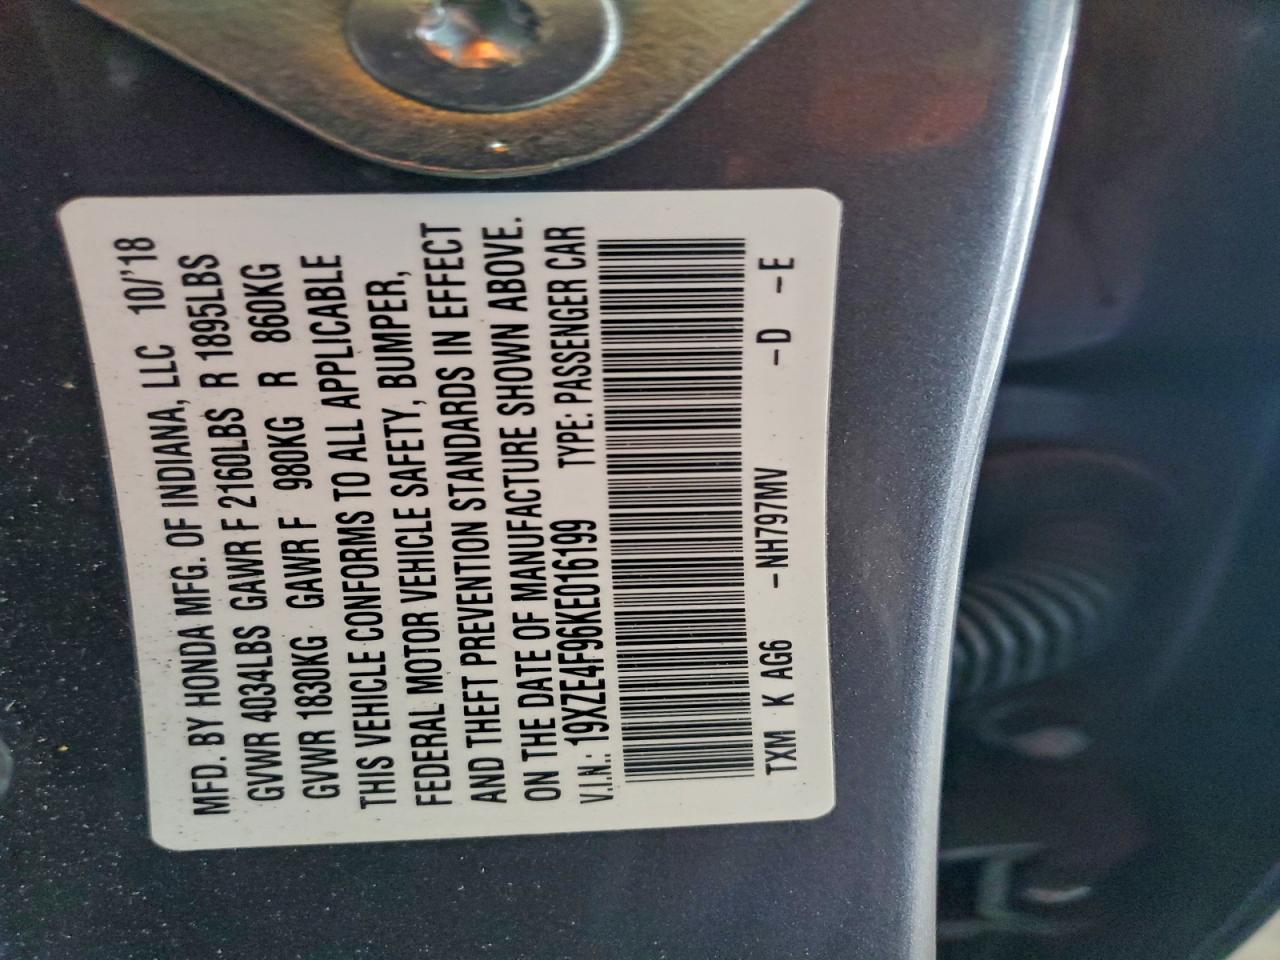 MFD. BY HONDA MFG. OF INDIANA, LLC 10/'18
GVWR 4034LBS GAWR F 2160LBS R 1895LBS
GVWR 1830KG GAWR F 980KG R 860KG
THIS VEHICLE CONFORMS TO ALL APPLICABLE
FEDERAL MOTOR VEHICLE SAFETY, BUMPER,
AND THEFT PREVENTION STANDARDS IN EFFECT
ON THE DATE OF MANUFACTURE SHOWN ABOVE.
V.I.N.: 19XZE4F96KE016199 TYPE: PASSENGER CAR
TXM K AG6 -NH797MV -D -E